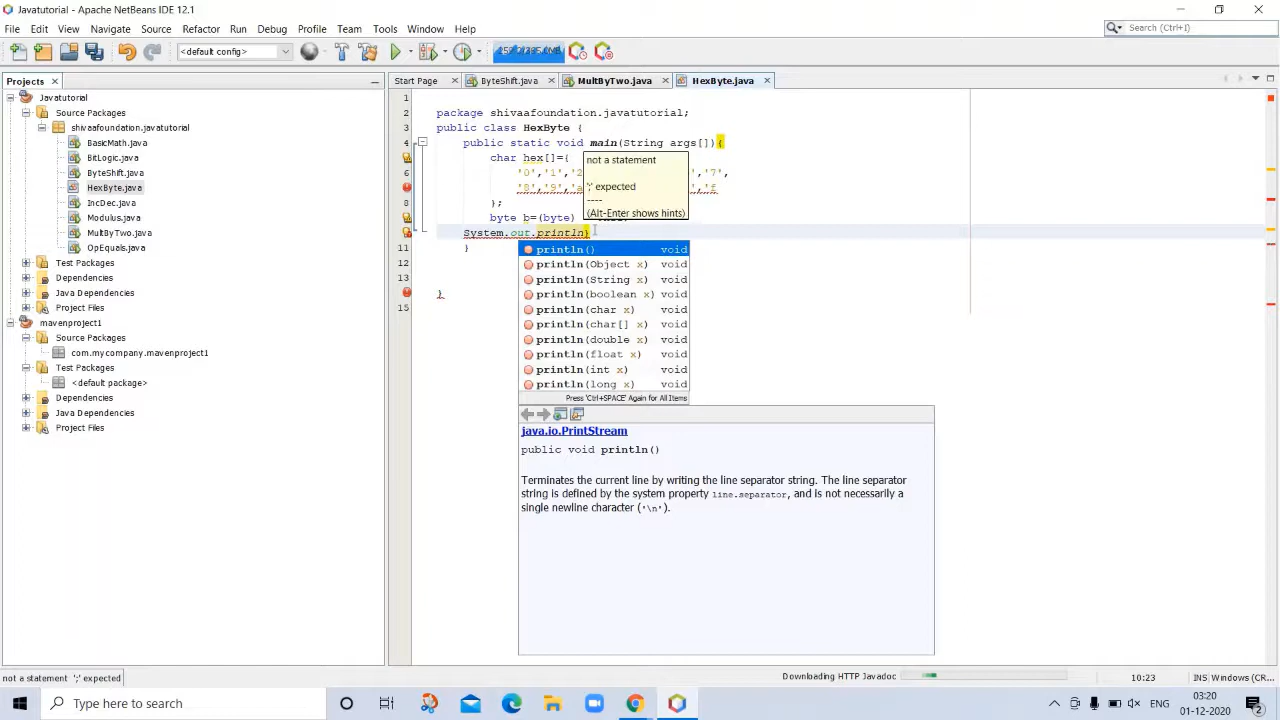 Javatutorial - Apache NetBeans IDE 12.1
File Edit View Navigate Source Refactor Run Debug Profile Team Tools Window Help
Search (Ctrl+I)
<default config>
Projects
Start Page ByteShift.java MultByTwo.java HexByte.java
Javatutorial
Source Packages
shivaafoundation.javatutorial
BasicMath.java
BitLogic.java
ByteShift.java
HexByte.java
IncDec.java
Modulus.java
MultByTwo.java
OpEquals.java
Test Packages
Dependencies
Java Dependencies
Project Files
mavenproject1
Source Packages
com.mycompany.mavenproject1
Test Packages
<default package>
Dependencies
Java Dependencies
Project Files
1
2 package shivaafoundation.javatutorial;
3 public class HexByte {
4 public static void main(String args[]){
char hex[]={
6 '0','1','2 ,'7',
'8','9','a ,'f
8 };
byte b=(byte)
System.out.println)
11 }
12
13
}
15
not a statement
';' expected
----
(Alt-Enter shows hints)
println() void
println(Object x) void
println(String x) void
println(boolean x) void
println(char x) void
println(char[] x) void
println(double x) void
println(float x) void
println(int x) void
println(long x) void
Press 'Ctrl+SPACE' Again for All Items
java.io.PrintStream
public void println()
Terminates the current line by writing the line separator string. The line separator
string is defined by the system property line.separator, and is not necessarily a
single newline character ('\n').
not a statement ';' expected
Downloading HTTP Javadoc
10:23
INS
Windows (CR...
Type here to search
ENG
03:20
01-12-2020
2